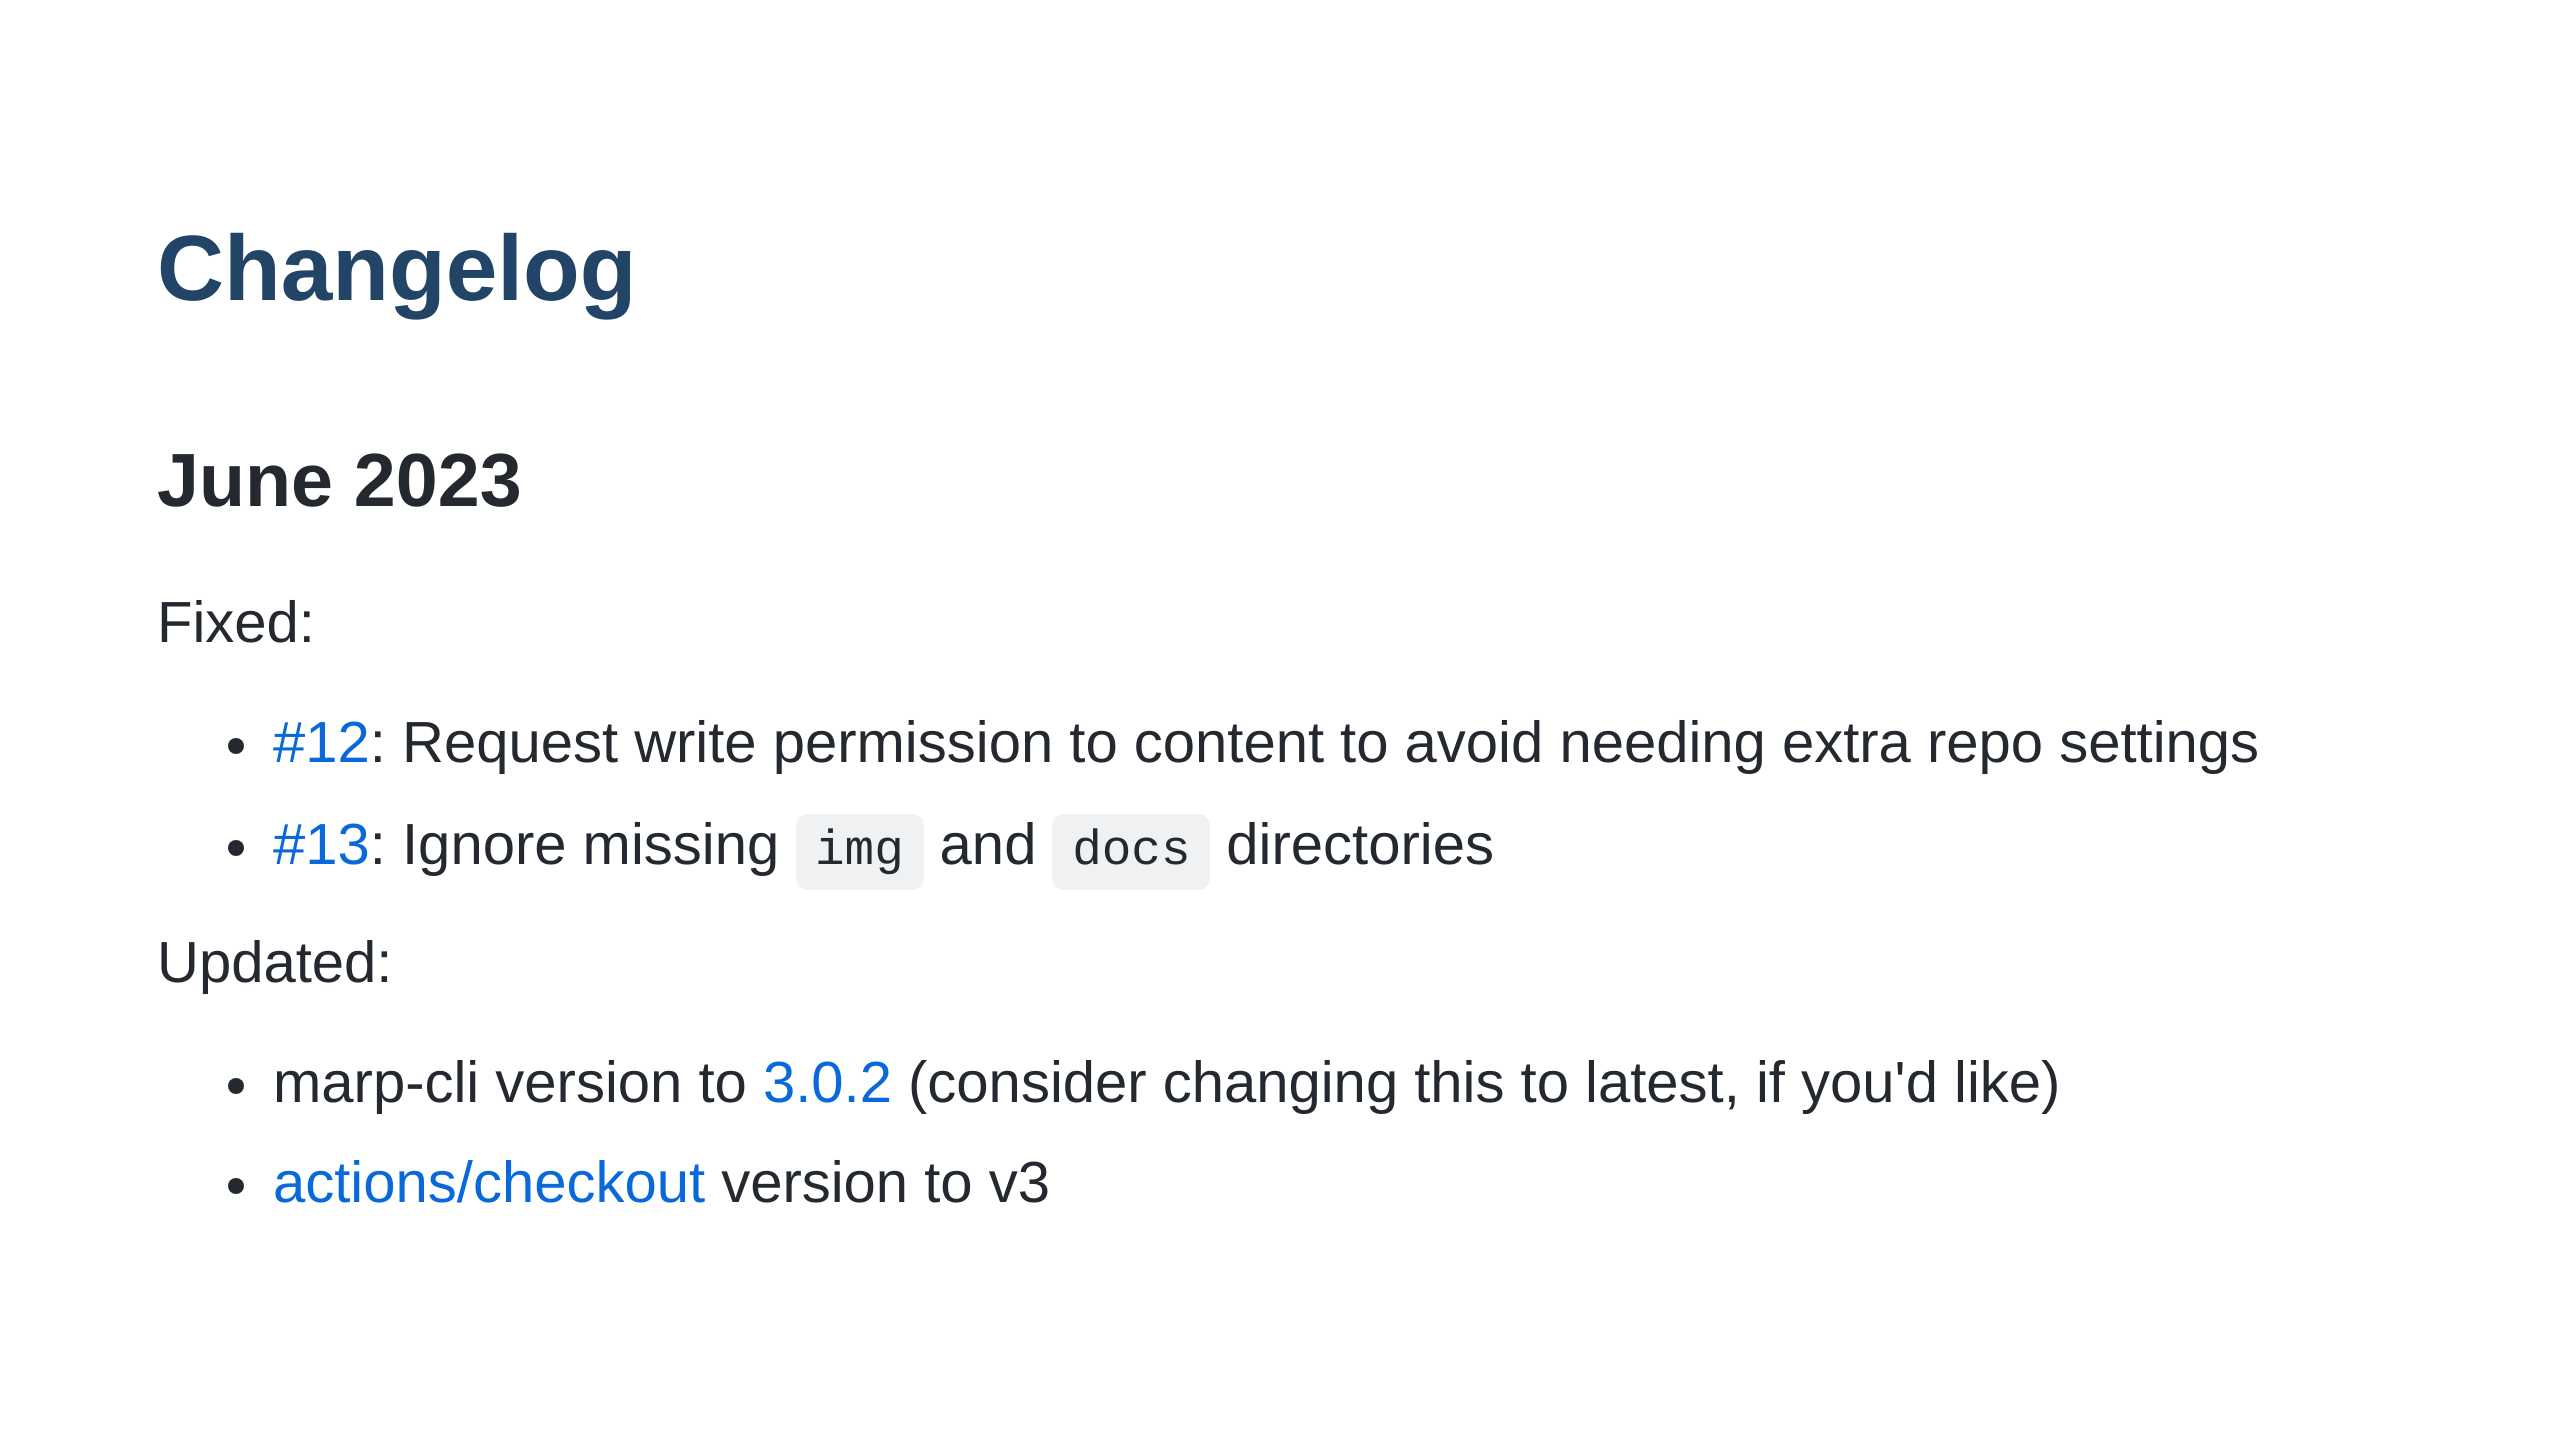 Changelog
June 2023
Fixed:
#12: Request write permission to content to avoid needing extra repo settings
#13: Ignore missing img and docs directories
Updated:
marp-cli version to 3.0.2 (consider changing this to latest, if you'd like)
actions/checkout version to v3